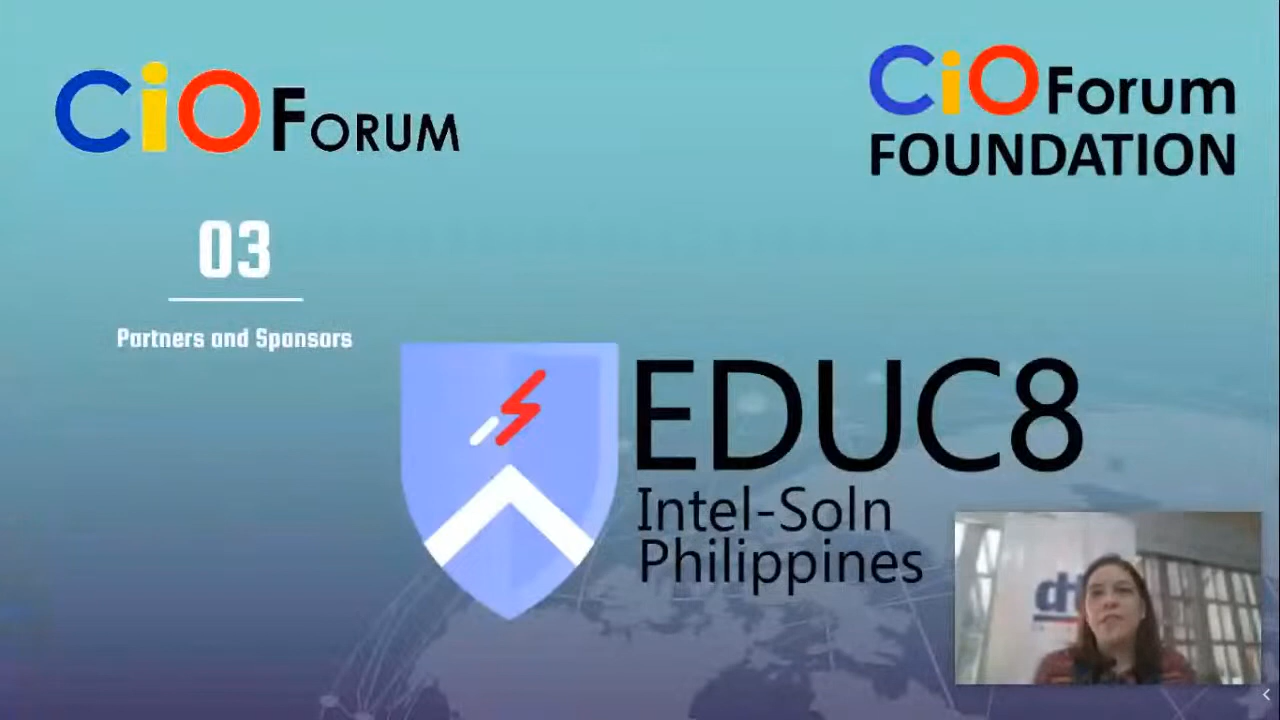 CiOFORUM
CiOForum
FOUNDATION
03
Partners and Sponsors
EDUC8
Intel-Soln
Philippines